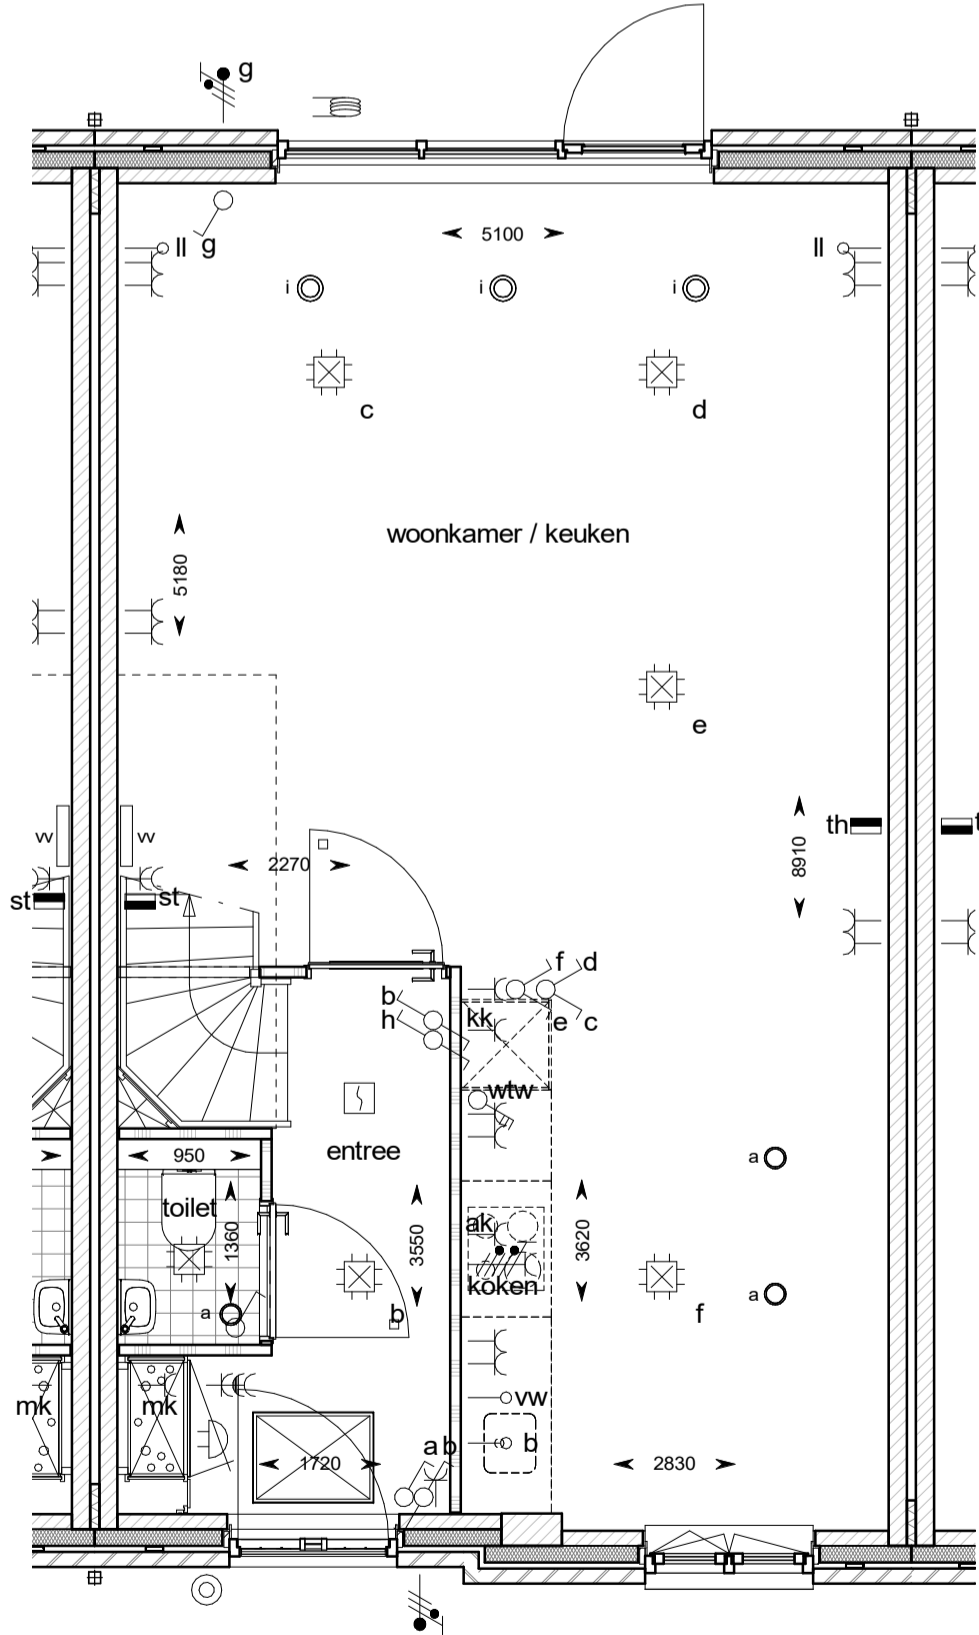 g
ll g
5100
ll
i
i
i
c
d
woonkamer / keuken
5180
e
vv
vv
th
t
8910
2270
st
st
f d
b
h
kk
e c
wtw
entree
950
a
toilet
1360
3550
ak
3620
koken
a
b
f
a
mk
mk
vw
a b
b
1720
2830